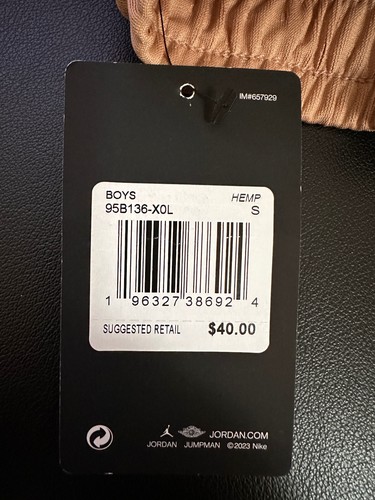 IM#657929
BOYS HEMP
95B136-X0L S
1 96327 38692 4
SUGGESTED RETAIL $40.00
JORDAN.COM
JORDAN JUMPMAN ©2023 Nike